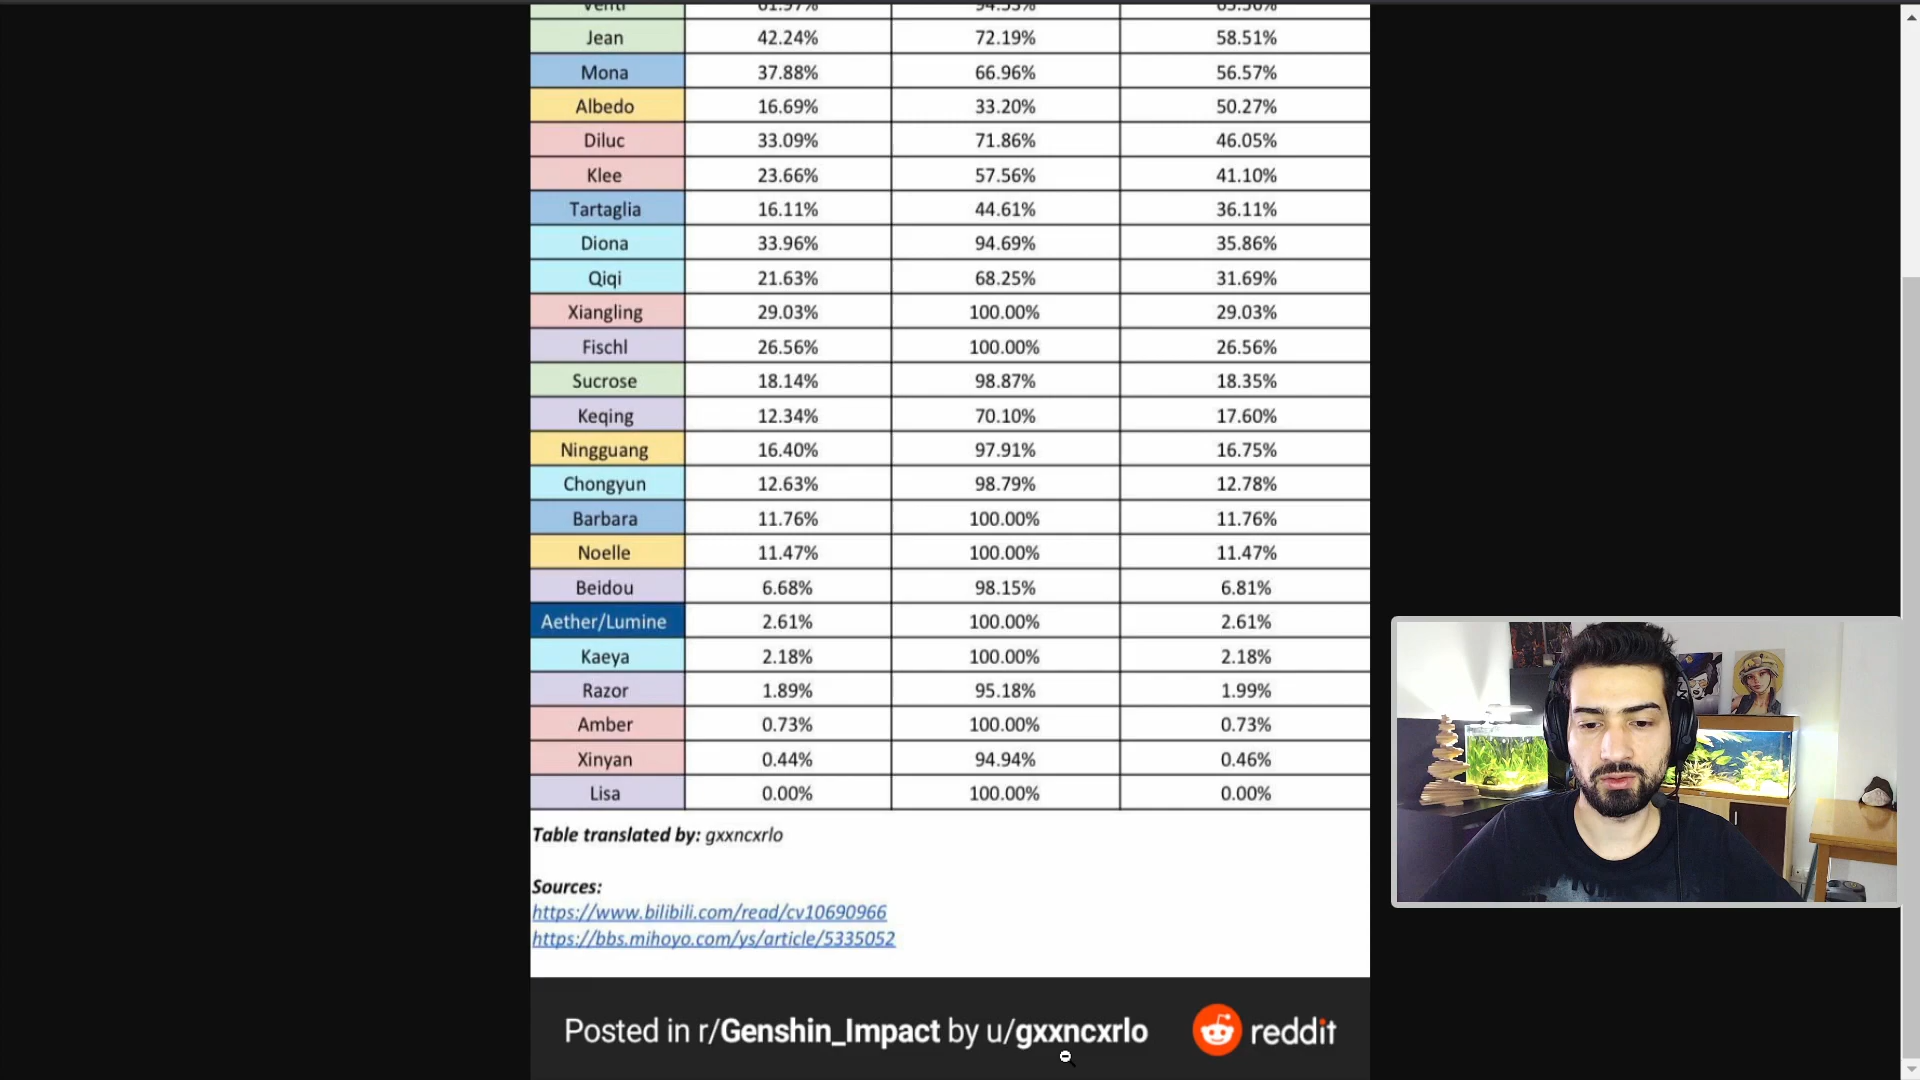 Venti 61.97% 94.53% 65.56%
Jean 42.24% 72.19% 58.51%
Mona 37.88% 66.96% 56.57%
Albedo 16.69% 33.20% 50.27%
Diluc 33.09% 71.86% 46.05%
Klee 23.66% 57.56% 41.10%
Tartaglia 16.11% 44.61% 36.11%
Diona 33.96% 94.69% 35.86%
Qiqi 21.63% 68.25% 31.69%
Xiangling 29.03% 100.00% 29.03%
Fischl 26.56% 100.00% 26.56%
Sucrose 18.14% 98.87% 18.35%
Keqing 12.34% 70.10% 17.60%
Ningguang 16.40% 97.91% 16.75%
Chongyun 12.63% 98.79% 12.78%
Barbara 11.76% 100.00% 11.76%
Noelle 11.47% 100.00% 11.47%
Beidou 6.68% 98.15% 6.81%
Aether/Lumine 2.61% 100.00% 2.61%
Kaeya 2.18% 100.00% 2.18%
Razor 1.89% 95.18% 1.99%
Amber 0.73% 100.00% 0.73%
Xinyan 0.44% 94.94% 0.46%
Lisa 0.00% 100.00% 0.00%
Table translated by: gxxncxrlo
Sources:
https://www.bilibili.com/read/cv10690966
https://bbs.mihoyo.com/ys/article/5335052
Posted in r/Genshin_Impact by u/gxxncxrlo reddit